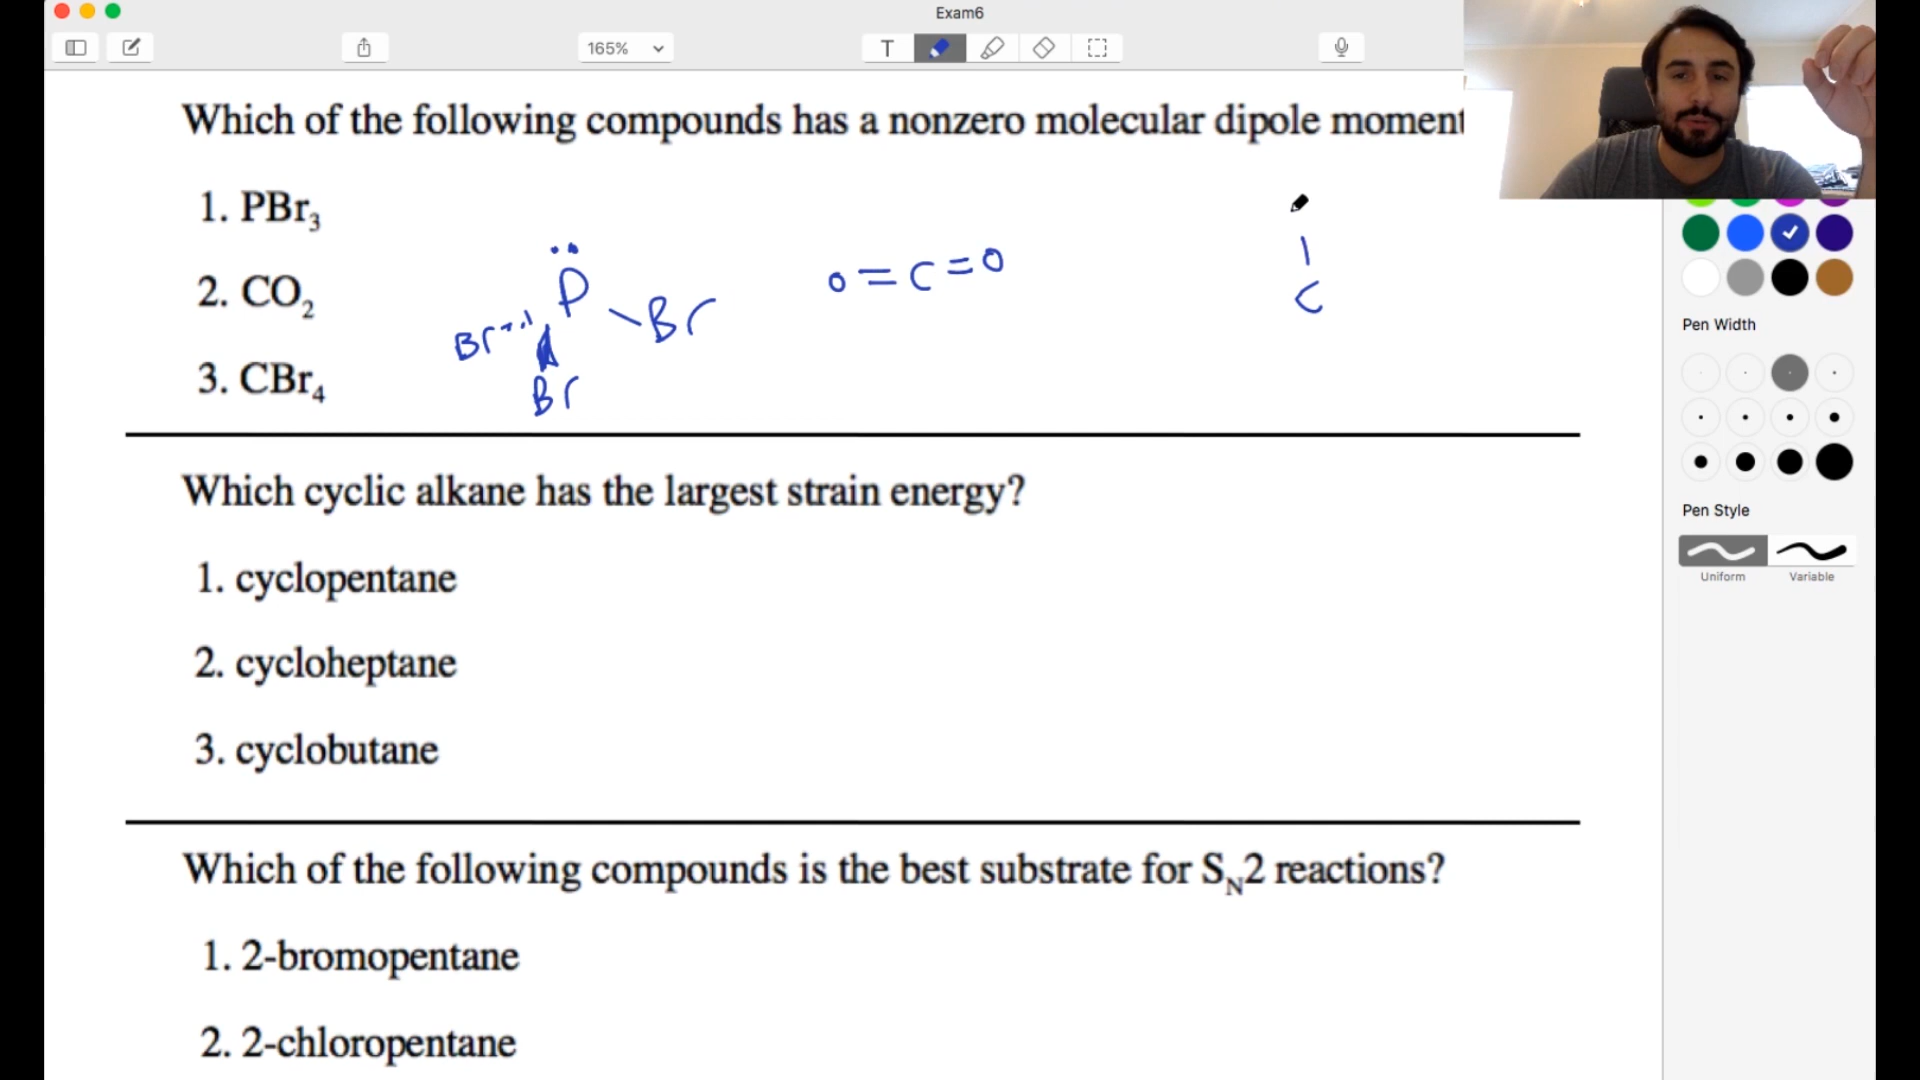 Exam6
165%
T
Which of the following compounds has a nonzero molecular dipole moment
1. PBr₃
2. CO₂
3. CBr₄
P
Br
Br
Br
O=C=O
C
Which cyclic alkane has the largest strain energy?
1. cyclopentane
2. cycloheptane
3. cyclobutane
Which of the following compounds is the best substrate for Sₙ2 reactions?
1. 2-bromopentane
2. 2-chloropentane
Pen Width
Pen Style
Uniform
Variable